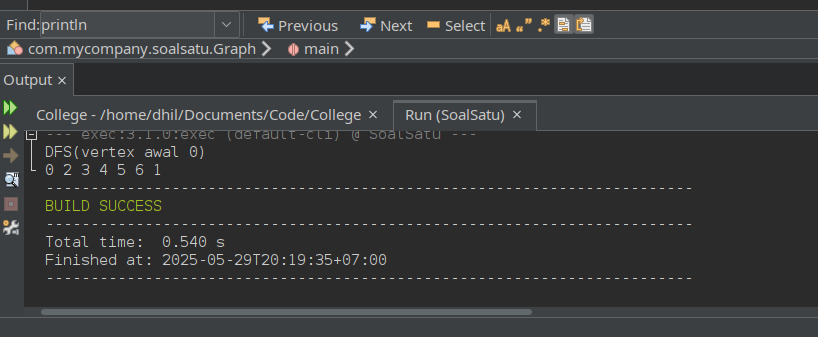 Find: println Previous Next Select aA “” .*
com.mycompany.soalsatu.Graph main
Output ×
College - /home/dhil/Documents/Code/College × Run (SoalSatu) ×
--- exec:3.1.0:exec (default-cli) @ SoalSatu ---
DFS(vertex awal 0)
0 2 3 4 5 6 1
------------------------------------------------------------------------
BUILD SUCCESS
------------------------------------------------------------------------
Total time:  0.540 s
Finished at: 2025-05-29T20:19:35+07:00
------------------------------------------------------------------------